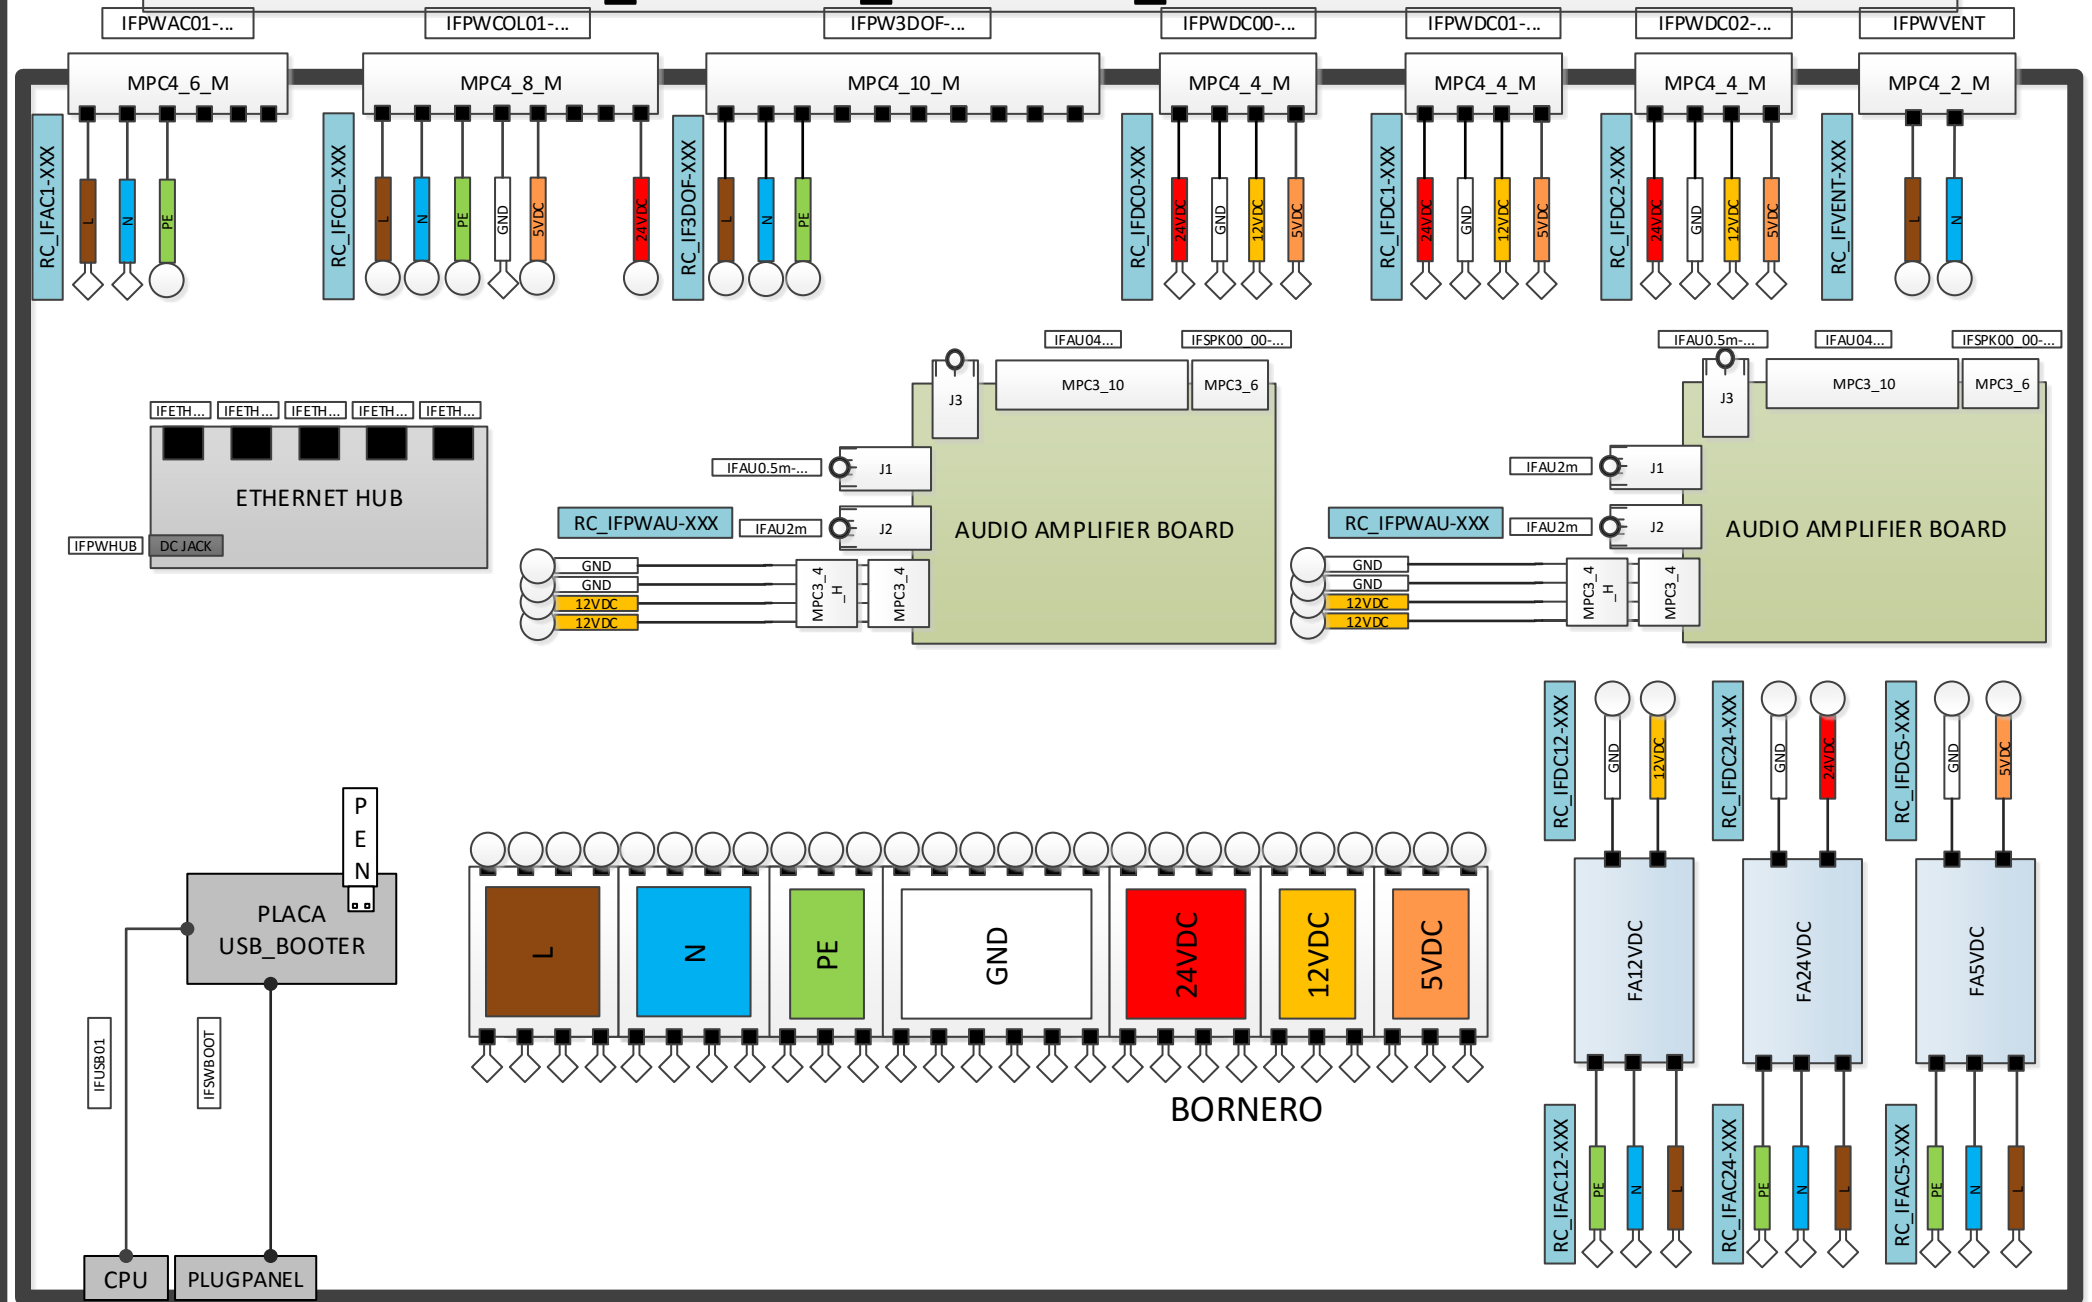 IFPWAC01-...
IFPWCOL01-...
IFPW3DOF-...
IFPWDC00-...
IFPWDC01-...
IFPWDC02-...
IFPWVENT
MPC4_6_M
MPC4_8_M
MPC4_10_M
MPC4_4_M
MPC4_4_M
MPC4_4_M
MPC4_2_M
RC_IFAC1-XXX
L
N
PE
RC_IFCOL-XXX
L
N
PE
GND
5VDC
24VDC
RC_IF3DOF-XXX
L
N
PE
RC_IFDC0-XXX
24VDC
GND
12VDC
5VDC
RC_IFDC1-XXX
24VDC
GND
12VDC
5VDC
RC_IFDC2-XXX
24VDC
GND
12VDC
5VDC
RC_IFVENT-XXX
L
N
IFETH...
IFETH...
IFETH...
IFETH...
IFETH...
ETHERNET HUB
IFPWHUB
DC JACK
IFAU04...
IFSPK00_00-...
J3
MPC3_10
MPC3_6
IFAU0.5m-...
J1
RC_IFPWAU-XXX
IFAU2m
J2
AUDIO AMPLIFIER BOARD
GND
GND
12VDC
12VDC
MPC3_4
_H
MPC3_4
IFAU0.5m-...
IFAU04...
IFSPK00_00-...
J3
MPC3_10
MPC3_6
IFAU2m
J1
RC_IFPWAU-XXX
IFAU2m
J2
AUDIO AMPLIFIER BOARD
GND
GND
12VDC
12VDC
MPC3_4
_H
MPC3_4
RC_IFDC12-XXX
GND
12VDC
RC_IFDC24-XXX
GND
24VDC
RC_IFDC5-XXX
GND
5VDC
P
E
N
PLACA
USB_BOOTER
IFUSB01
IFSWBOOT
CPU
PLUGPANEL
L
N
PE
GND
24VDC
12VDC
5VDC
BORNERO
FA12VDC
FA24VDC
FA5VDC
RC_IFAC12-XXX
PE
N
L
RC_IFAC24-XXX
PE
N
L
RC_IFAC5-XXX
PE
N
L